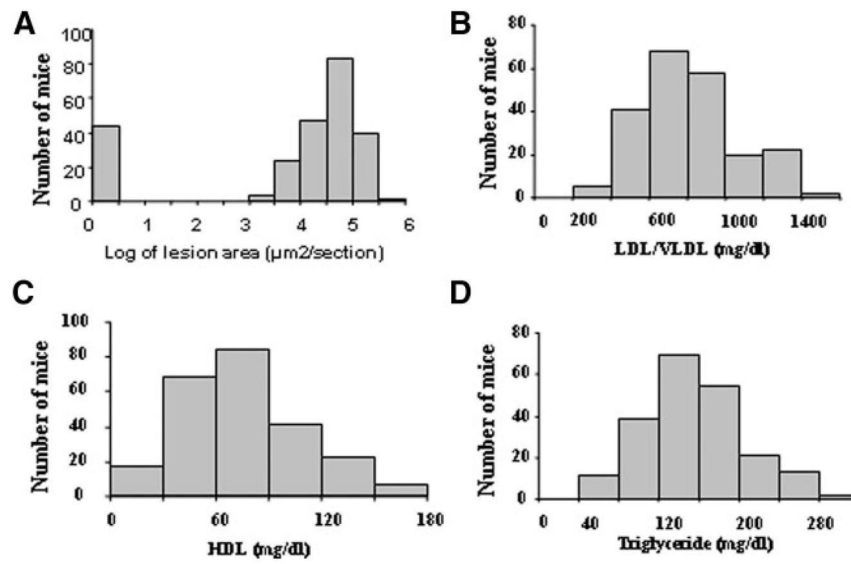 A
Number of mice
100
80
60
40
20
0
0 1 2 3 4 5 6
Log of lesion area (µm2/section)
B
Number of mice
80
60
40
20
0
0 200 600 1000 1400
LDL/VLDL (mg/dl)
C
Number of mice
100
80
60
40
20
0
0 60 120 180
HDL (mg/dl)
D
Number of mice
80
60
40
20
0
0 40 120 200 280
Triglyceride (mg/dl)